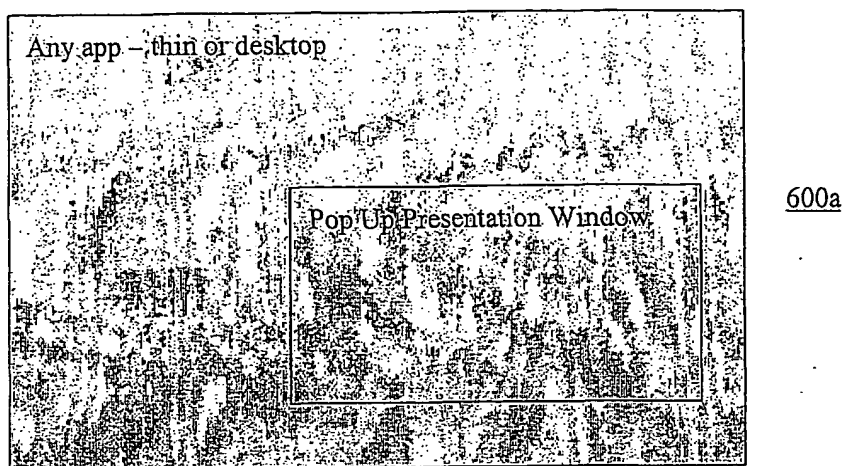 Any app – thin or desktop
600a
Pop Up Presentation Window